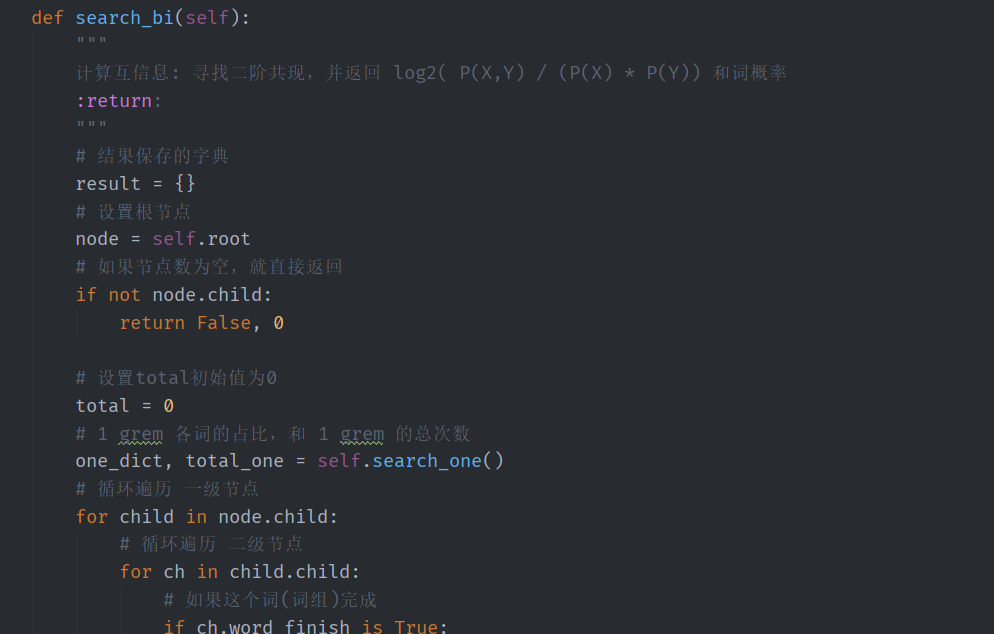 def search_bi(self):
"""
计算互信息: 寻找二阶共现，并返回 log2( P(X,Y) / (P(X) * P(Y)) 和词概率
:return:
"""
# 结果保存的字典
result = {}
# 设置根节点
node = self.root
# 如果节点数为空，就直接返回
if not node.child:
return False, 0
# 设置total初始值为0
total = 0
# 1 grem 各词的占比，和 1 grem 的总次数
one_dict, total_one = self.search_one()
# 循环遍历 一级节点
for child in node.child:
# 循环遍历 二级节点
for ch in child.child:
# 如果这个词(词组)完成
if ch.word_finish is True: